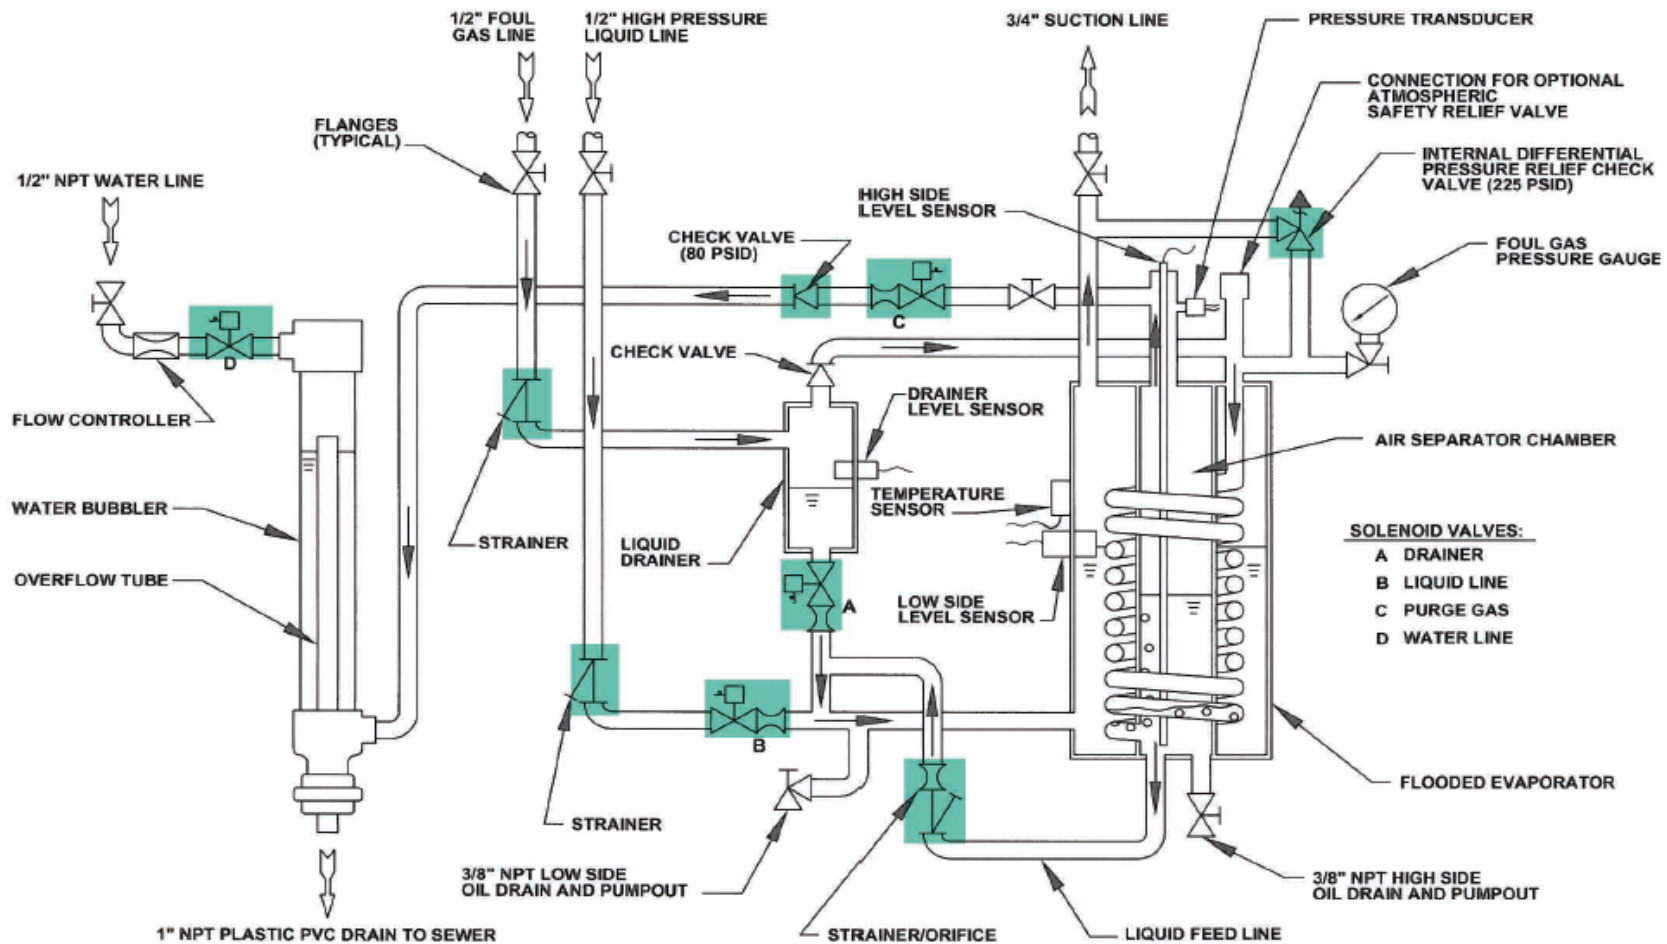 1/2" FOUL
GAS LINE
1/2" HIGH PRESSURE
LIQUID LINE
3/4" SUCTION LINE
PRESSURE TRANSDUCER
CONNECTION FOR OPTIONAL
ATMOSPHERIC
SAFETY RELIEF VALVE
FLANGES
(TYPICAL)
INTERNAL DIFFERENTIAL
PRESSURE RELIEF CHECK
VALVE (225 PSID)
1/2" NPT WATER LINE
HIGH SIDE
LEVEL SENSOR
CHECK VALVE
(80 PSID)
FOUL GAS
PRESSURE GAUGE
C
D
CHECK VALVE
FLOW CONTROLLER
DRAINER
LEVEL SENSOR
AIR SEPARATOR CHAMBER
WATER BUBBLER
TEMPERATURE
SENSOR
STRAINER
LIQUID
DRAINER
SOLENOID VALVES:
A DRAINER
B LIQUID LINE
C PURGE GAS
D WATER LINE
OVERFLOW TUBE
A
LOW SIDE
LEVEL SENSOR
B
FLOODED EVAPORATOR
STRAINER
3/8" NPT LOW SIDE
OIL DRAIN AND PUMPOUT
3/8" NPT HIGH SIDE
OIL DRAIN AND PUMPOUT
1" NPT PLASTIC PVC DRAIN TO SEWER
STRAINER/ORIFICE
LIQUID FEED LINE